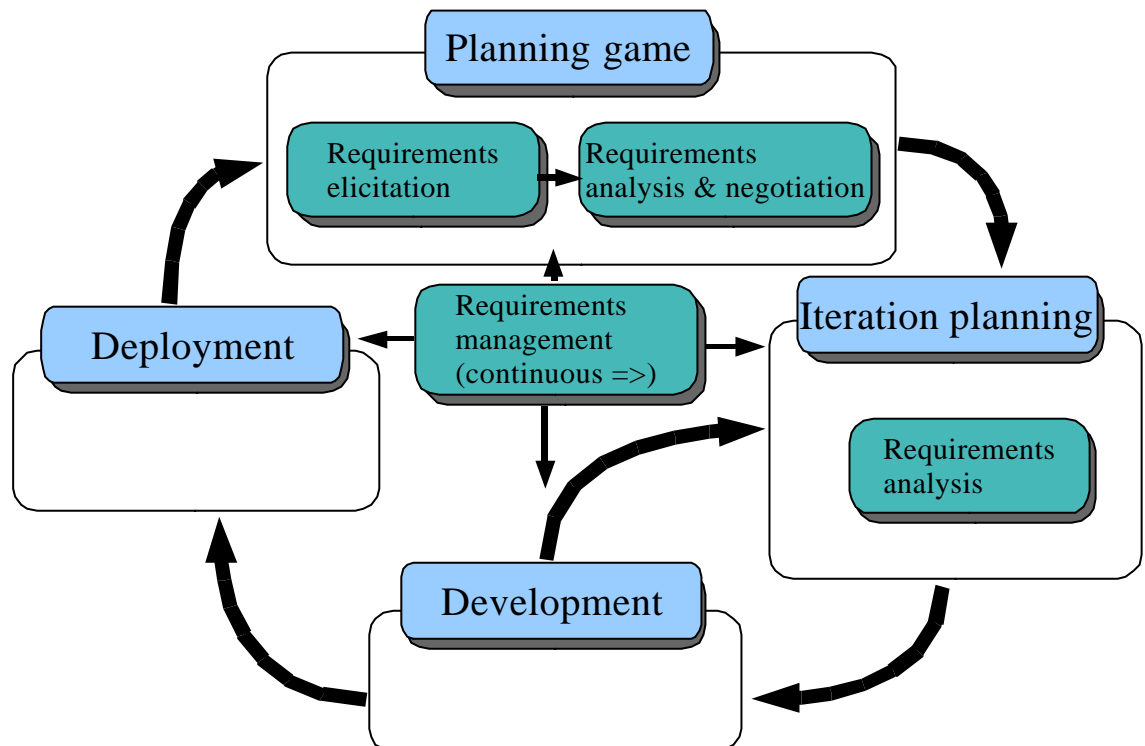 Planning game
Requirements
elicitation
Requirements
analysis & negotiation
Requirements
management
(continuous =>)
Deployment
Iteration planning
Requirements
analysis
Development